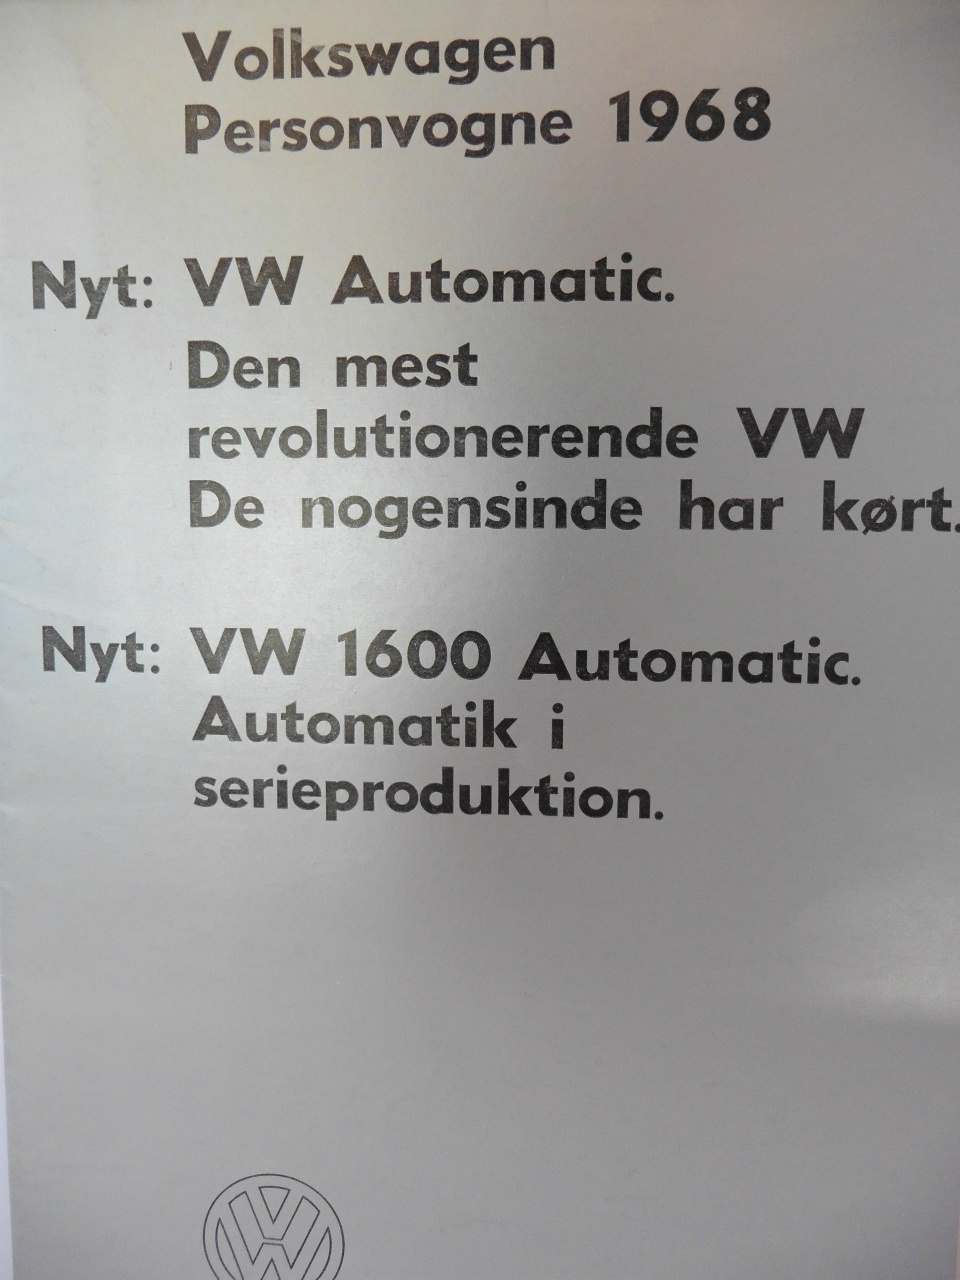 Volkswagen
Personvogne 1968
Nyt: VW Automatic.
Den mest
revolutionerende VW
De nogensinde har kørt.
Nyt: VW 1600 Automatic.
Automatik i
serieproduktion.
VW